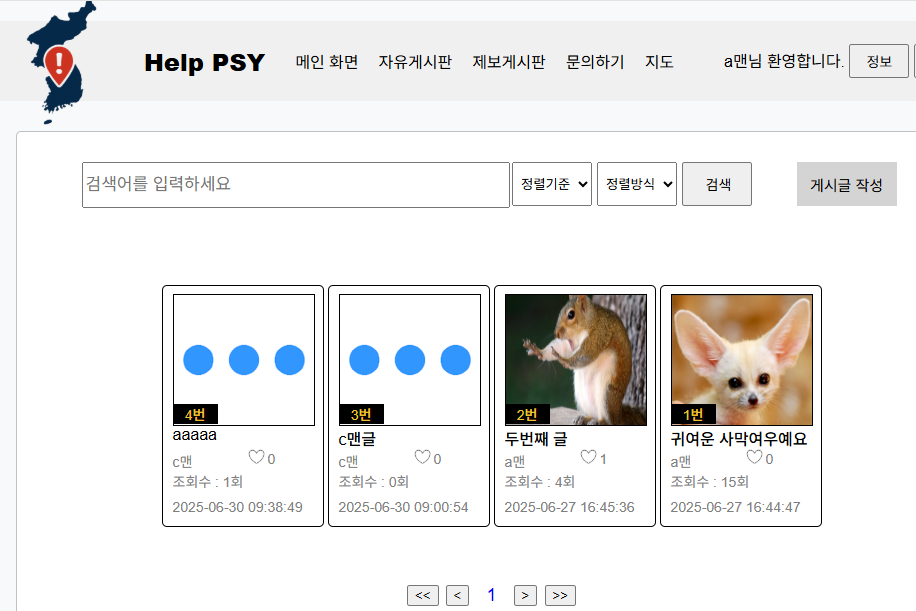 Help PSY 메인 화면 자유게시판 제보게시판 문의하기 지도 a맨님 환영합니다. 정보
검색어를 입력하세요 정렬기준 정렬방식 검색 게시글 작성
4번 3번 2번 1번
aaaaa c맨글 두번째 글 귀여운 사막여우예요
c맨 0 c맨 0 a맨 1 a맨 0
조회수 : 1회 조회수 : 0회 조회수 : 4회 조회수 : 15회
2025-06-30 09:38:49 2025-06-30 09:00:54 2025-06-27 16:45:36 2025-06-27 16:44:47
<< < 1 > >>